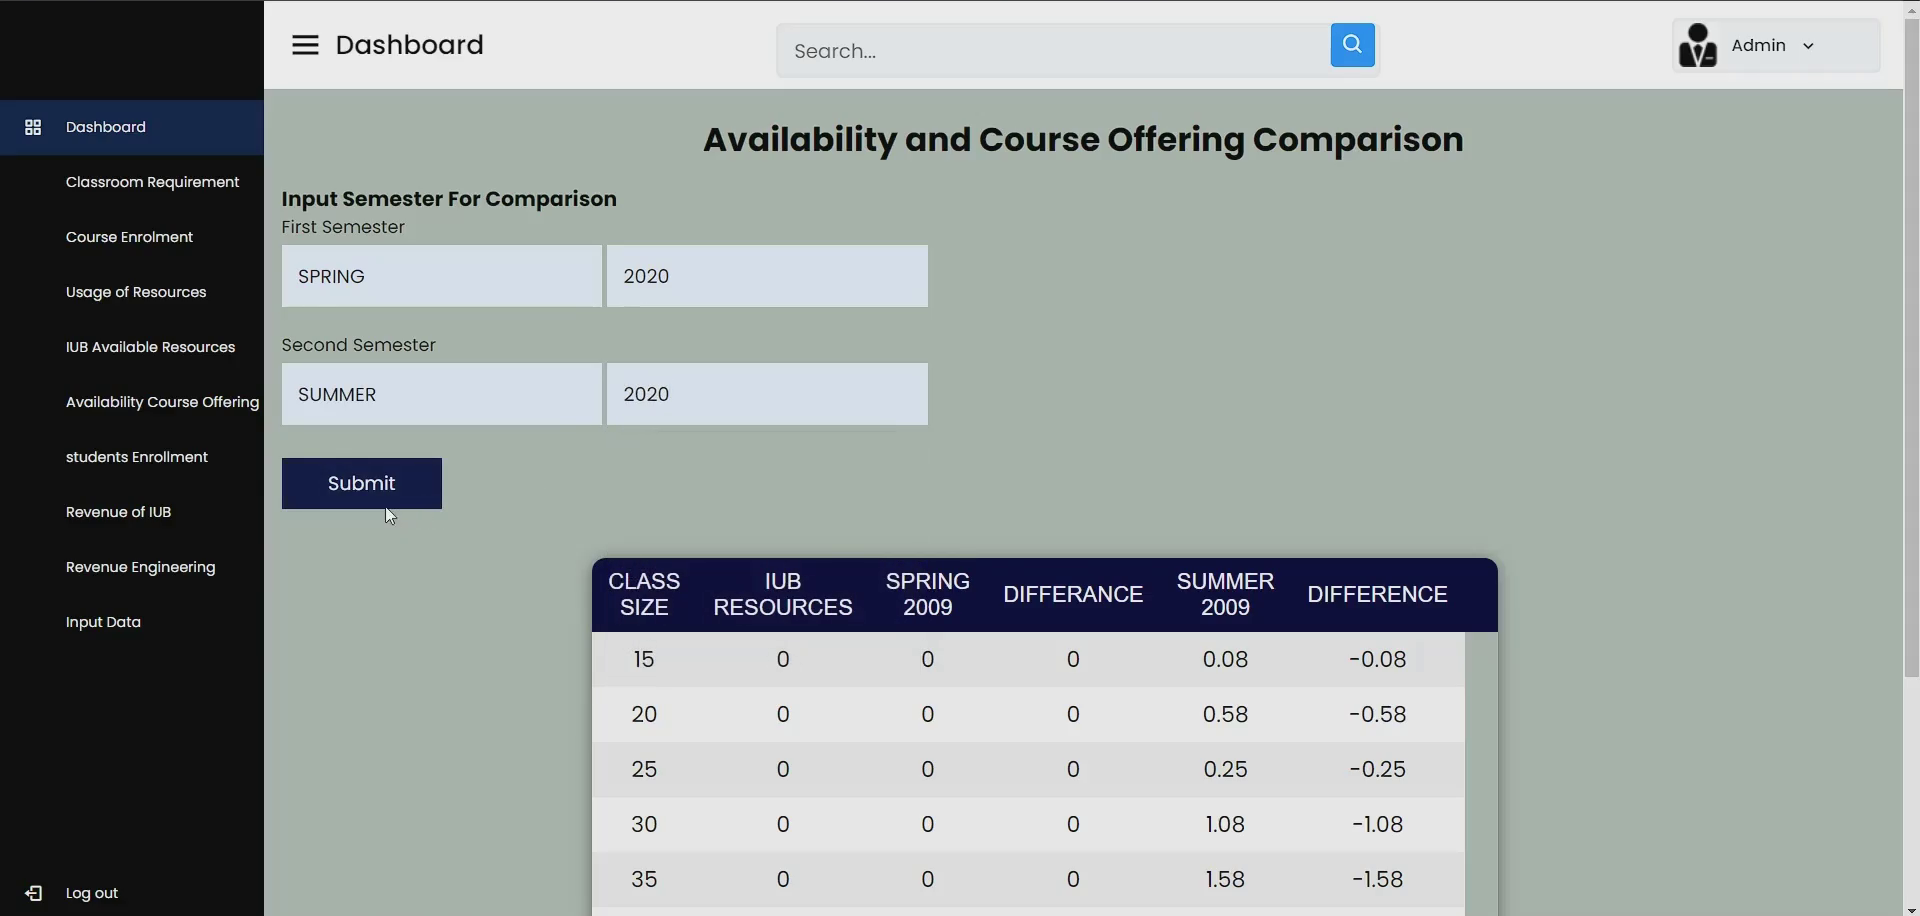 Dashboard
Search...
Admin
Dashboard
Classroom Requirement
Course Enrolment
Usage of Resources
IUB Available Resources
Availability Course Offering
students Enrollment
Revenue of IUB
Revenue Engineering
Input Data
Log out
Availability and Course Offering Comparison
Input Semester For Comparison
First Semester
SPRING 2020
Second Semester
SUMMER 2020
Submit
CLASS SIZE IUB RESOURCES SPRING 2009 DIFFERANCE SUMMER 2009 DIFFERENCE
15 0 0 0 0.08 -0.08
20 0 0 0 0.58 -0.58
25 0 0 0 0.25 -0.25
30 0 0 0 1.08 -1.08
35 0 0 0 1.58 -1.58